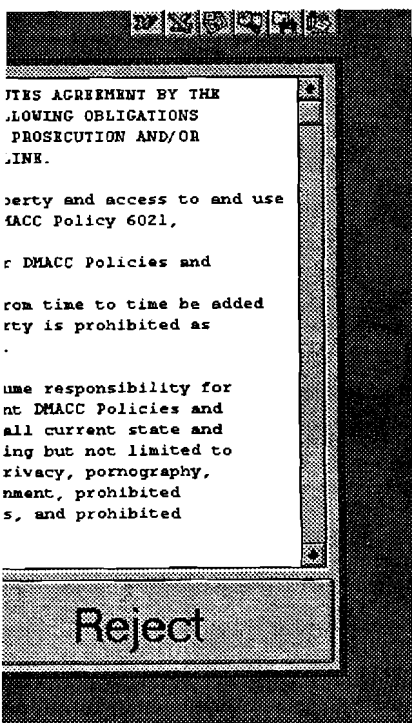 UTES AGREEMENT BY THE
LOWING OBLIGATIONS
PROSECUTION AND/OR
LINE.
perty and access to and use
MACC Policy 6021,
r DMACC Policies and
rom time to time be added
rty is prohibited as
.
ume responsibility for
nt DMACC Policies and
all current state and
ing but not limited to
rivacy, pornography,
nment, prohibited
s, and prohibited
Reject